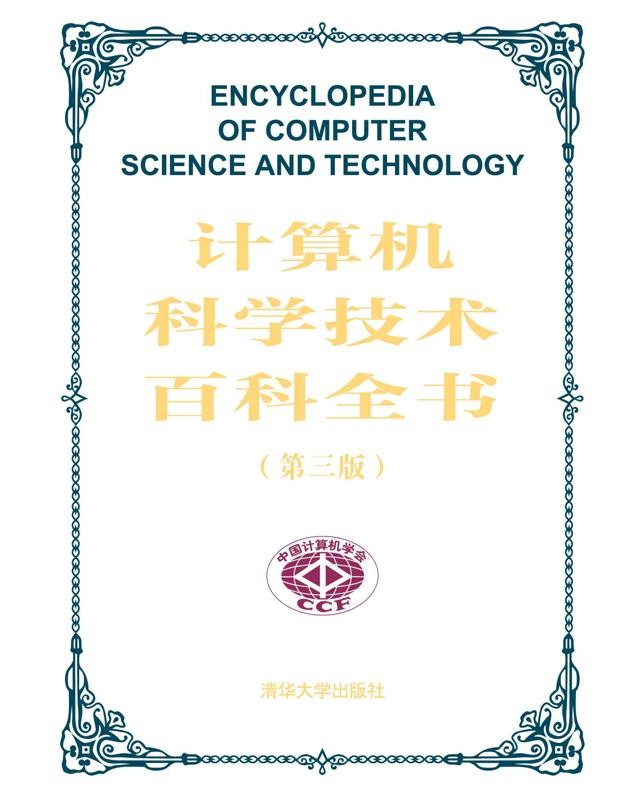 ENCYCLOPEDIA
OF COMPUTER
SCIENCE AND TECHNOLOGY
计算机
科学技术
百科全书
（第三版）
中国计算机学会
CCF
清华大学出版社